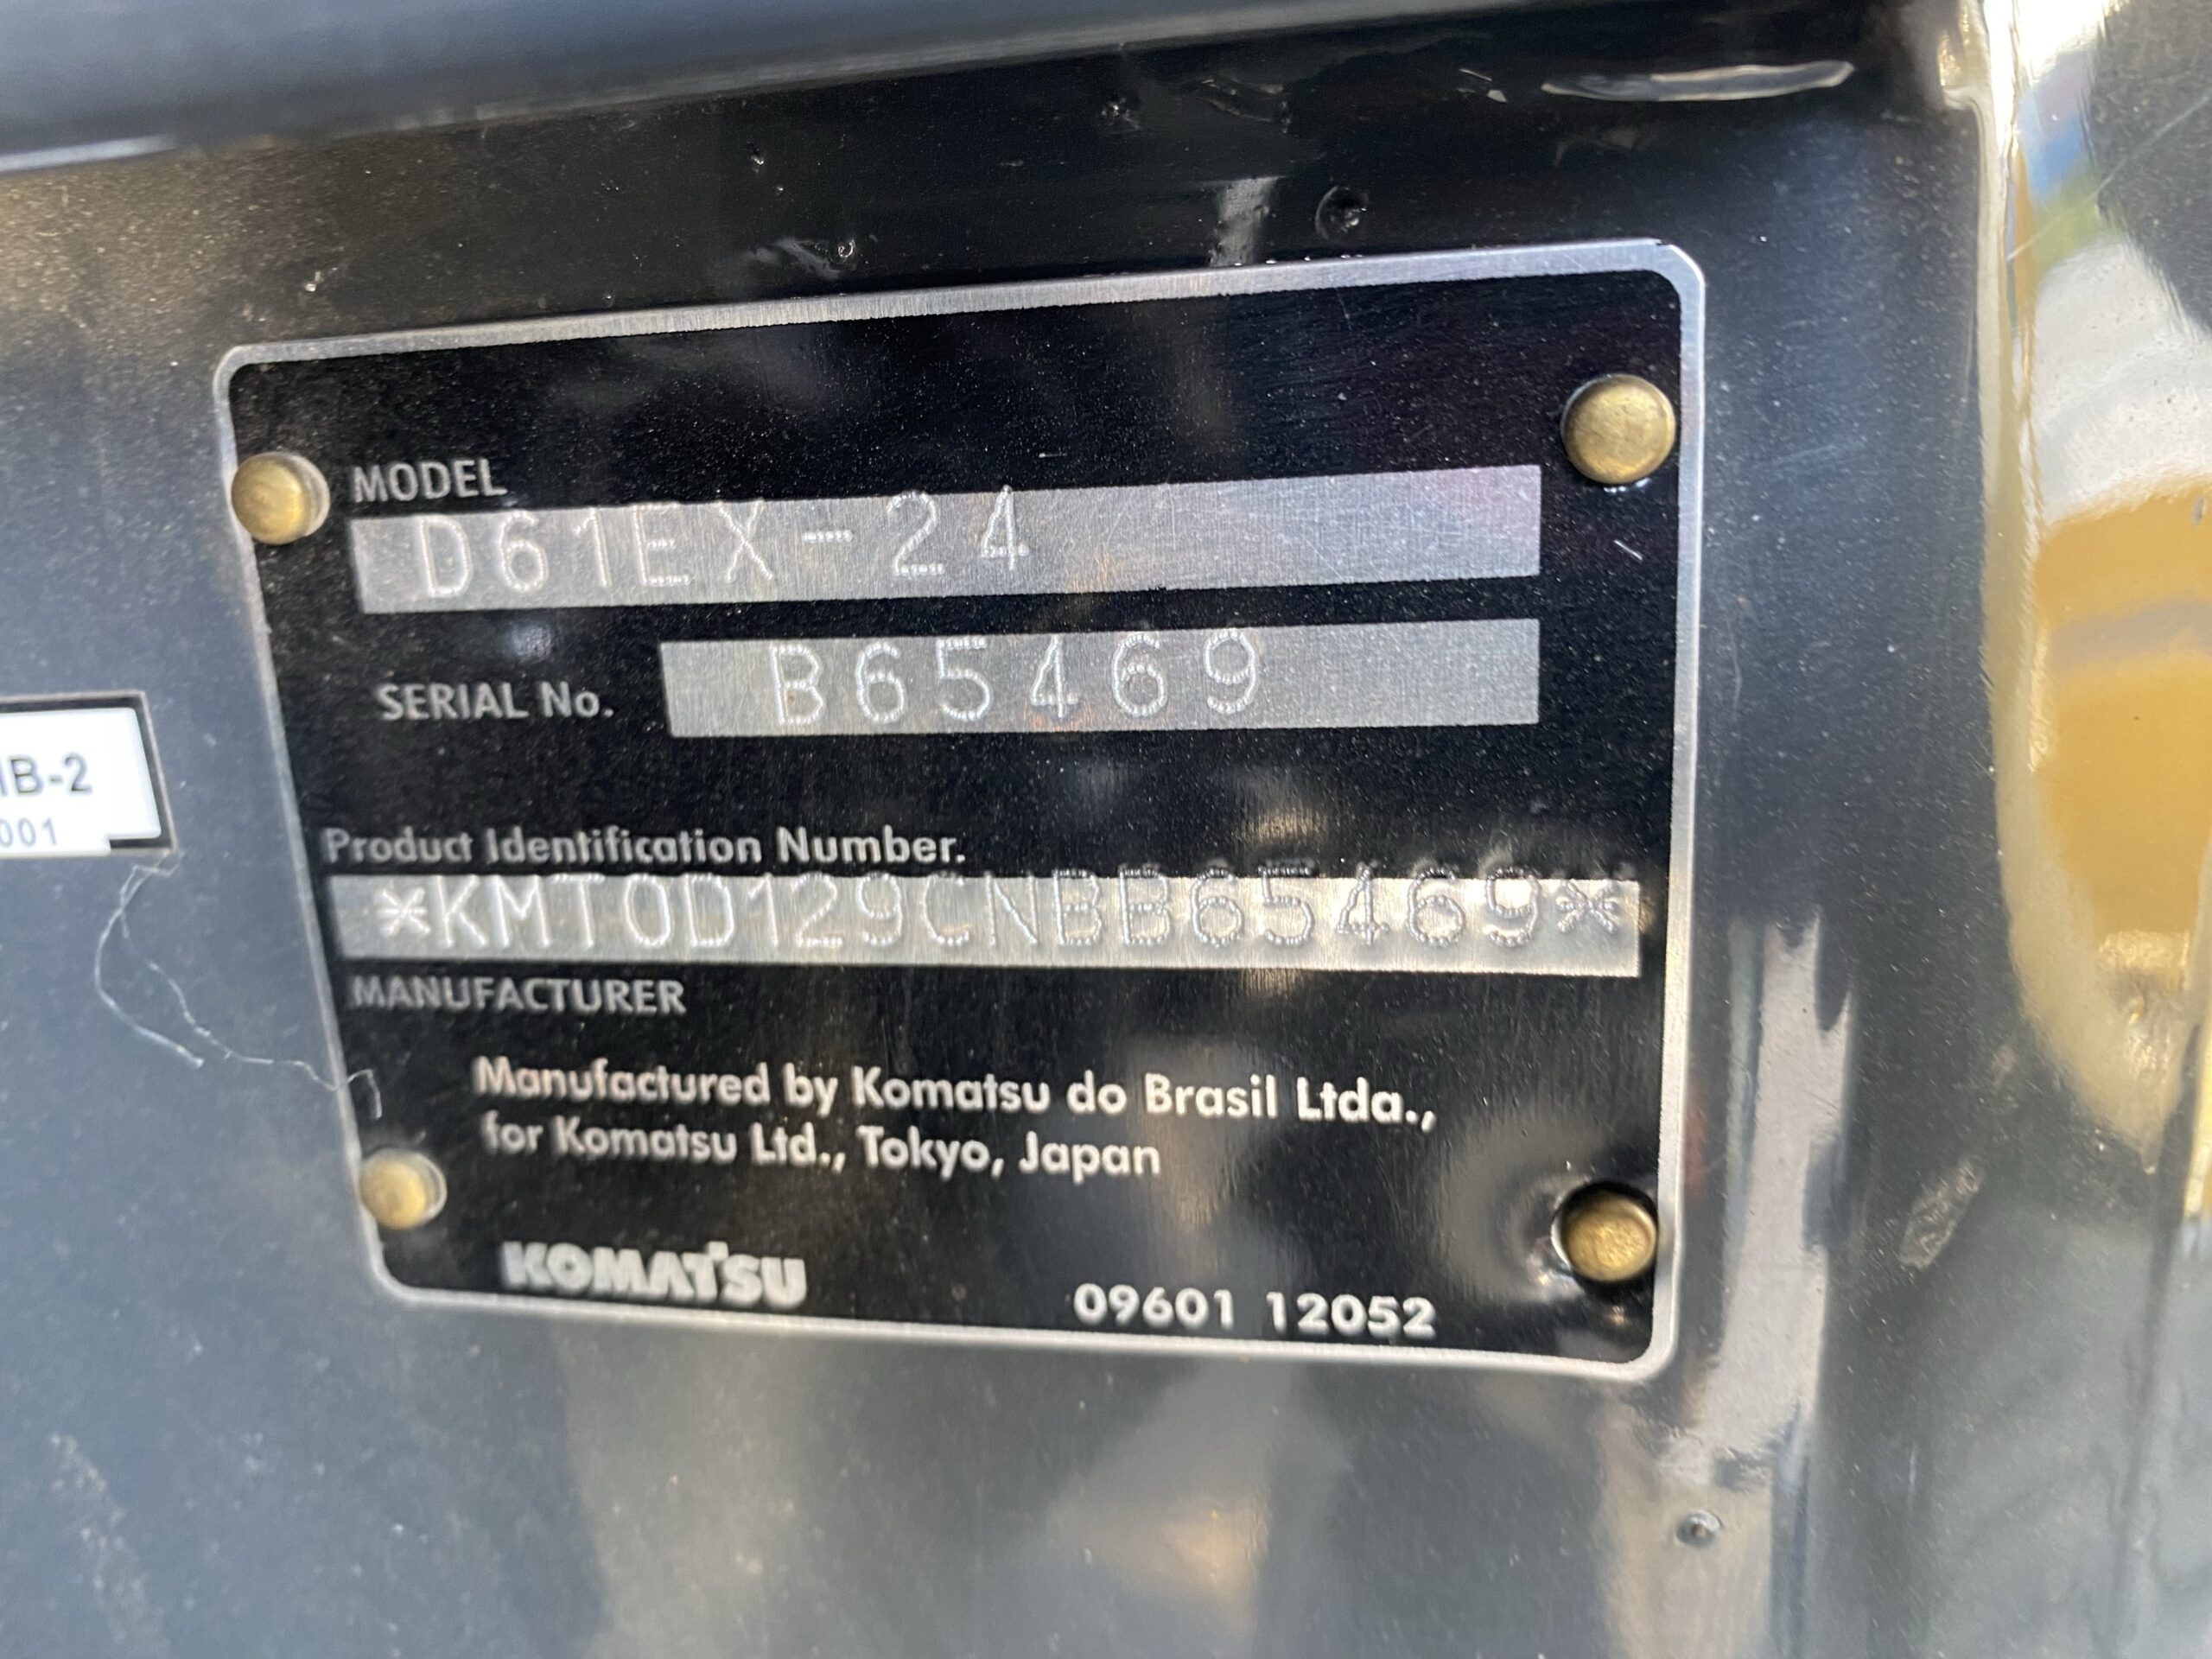 MODEL
D61EX-24
SERIAL No.
B65469
Product Identification Number.
*KMT0D129CNBB65469*
MANUFACTURER
Manufactured by Komatsu do Brasil Ltda.,
for Komatsu Ltd., Tokyo, Japan
KOMATSU
09601 12052
B-2
001